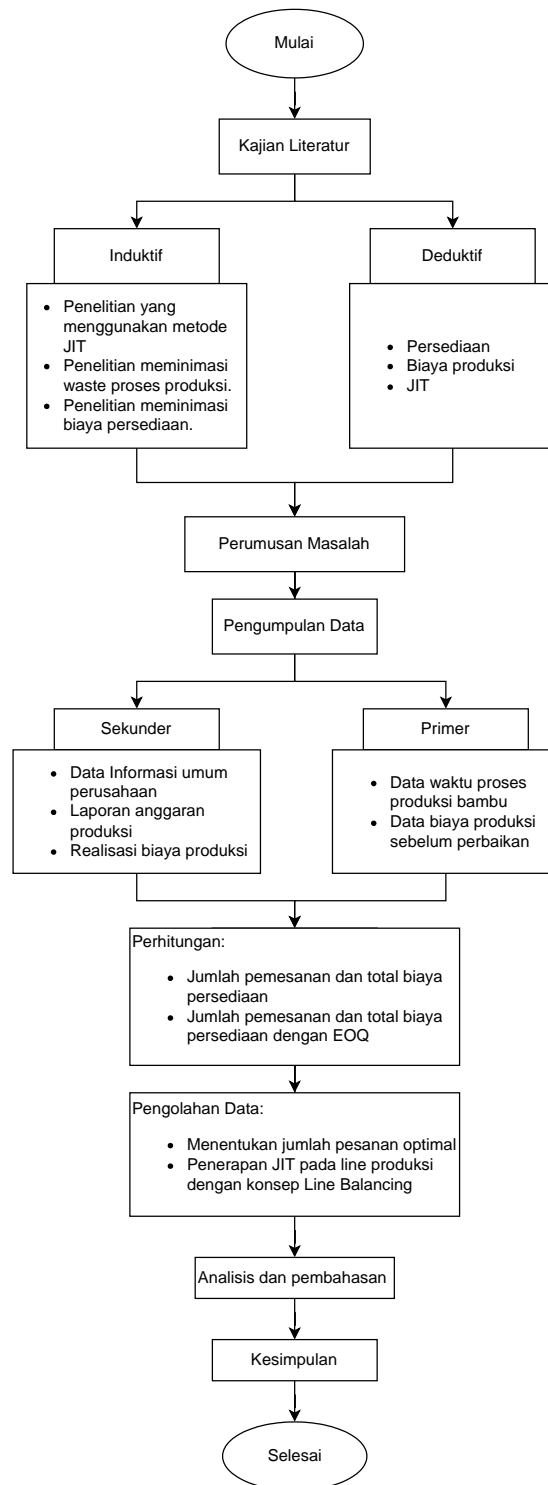 Mulai
Kajian Literatur
Induktif
• Penelitian yang
menggunakan metode
JIT
• Penelitian meminimasi
waste proses produksi.
• Penelitian meminimasi
biaya persediaan.
Deduktif
• Persediaan
• Biaya produksi
• JIT
Perumusan Masalah
Pengumpulan Data
Sekunder
• Data Informasi umum
perusahaan
• Laporan anggaran
produksi
• Realisasi biaya produksi
Primer
• Data waktu proses
produksi bambu
• Data biaya produksi
sebelum perbaikan
Perhitungan:
• Jumlah pemesanan dan total biaya
persediaan
• Jumlah pemesanan dan total biaya
persediaan dengan EOQ
Pengolahan Data:
• Menentukan jumlah pesanan optimal
• Penerapan JIT pada line produksi
dengan konsep Line Balancing
Analisis dan pembahasan
Kesimpulan
Selesai